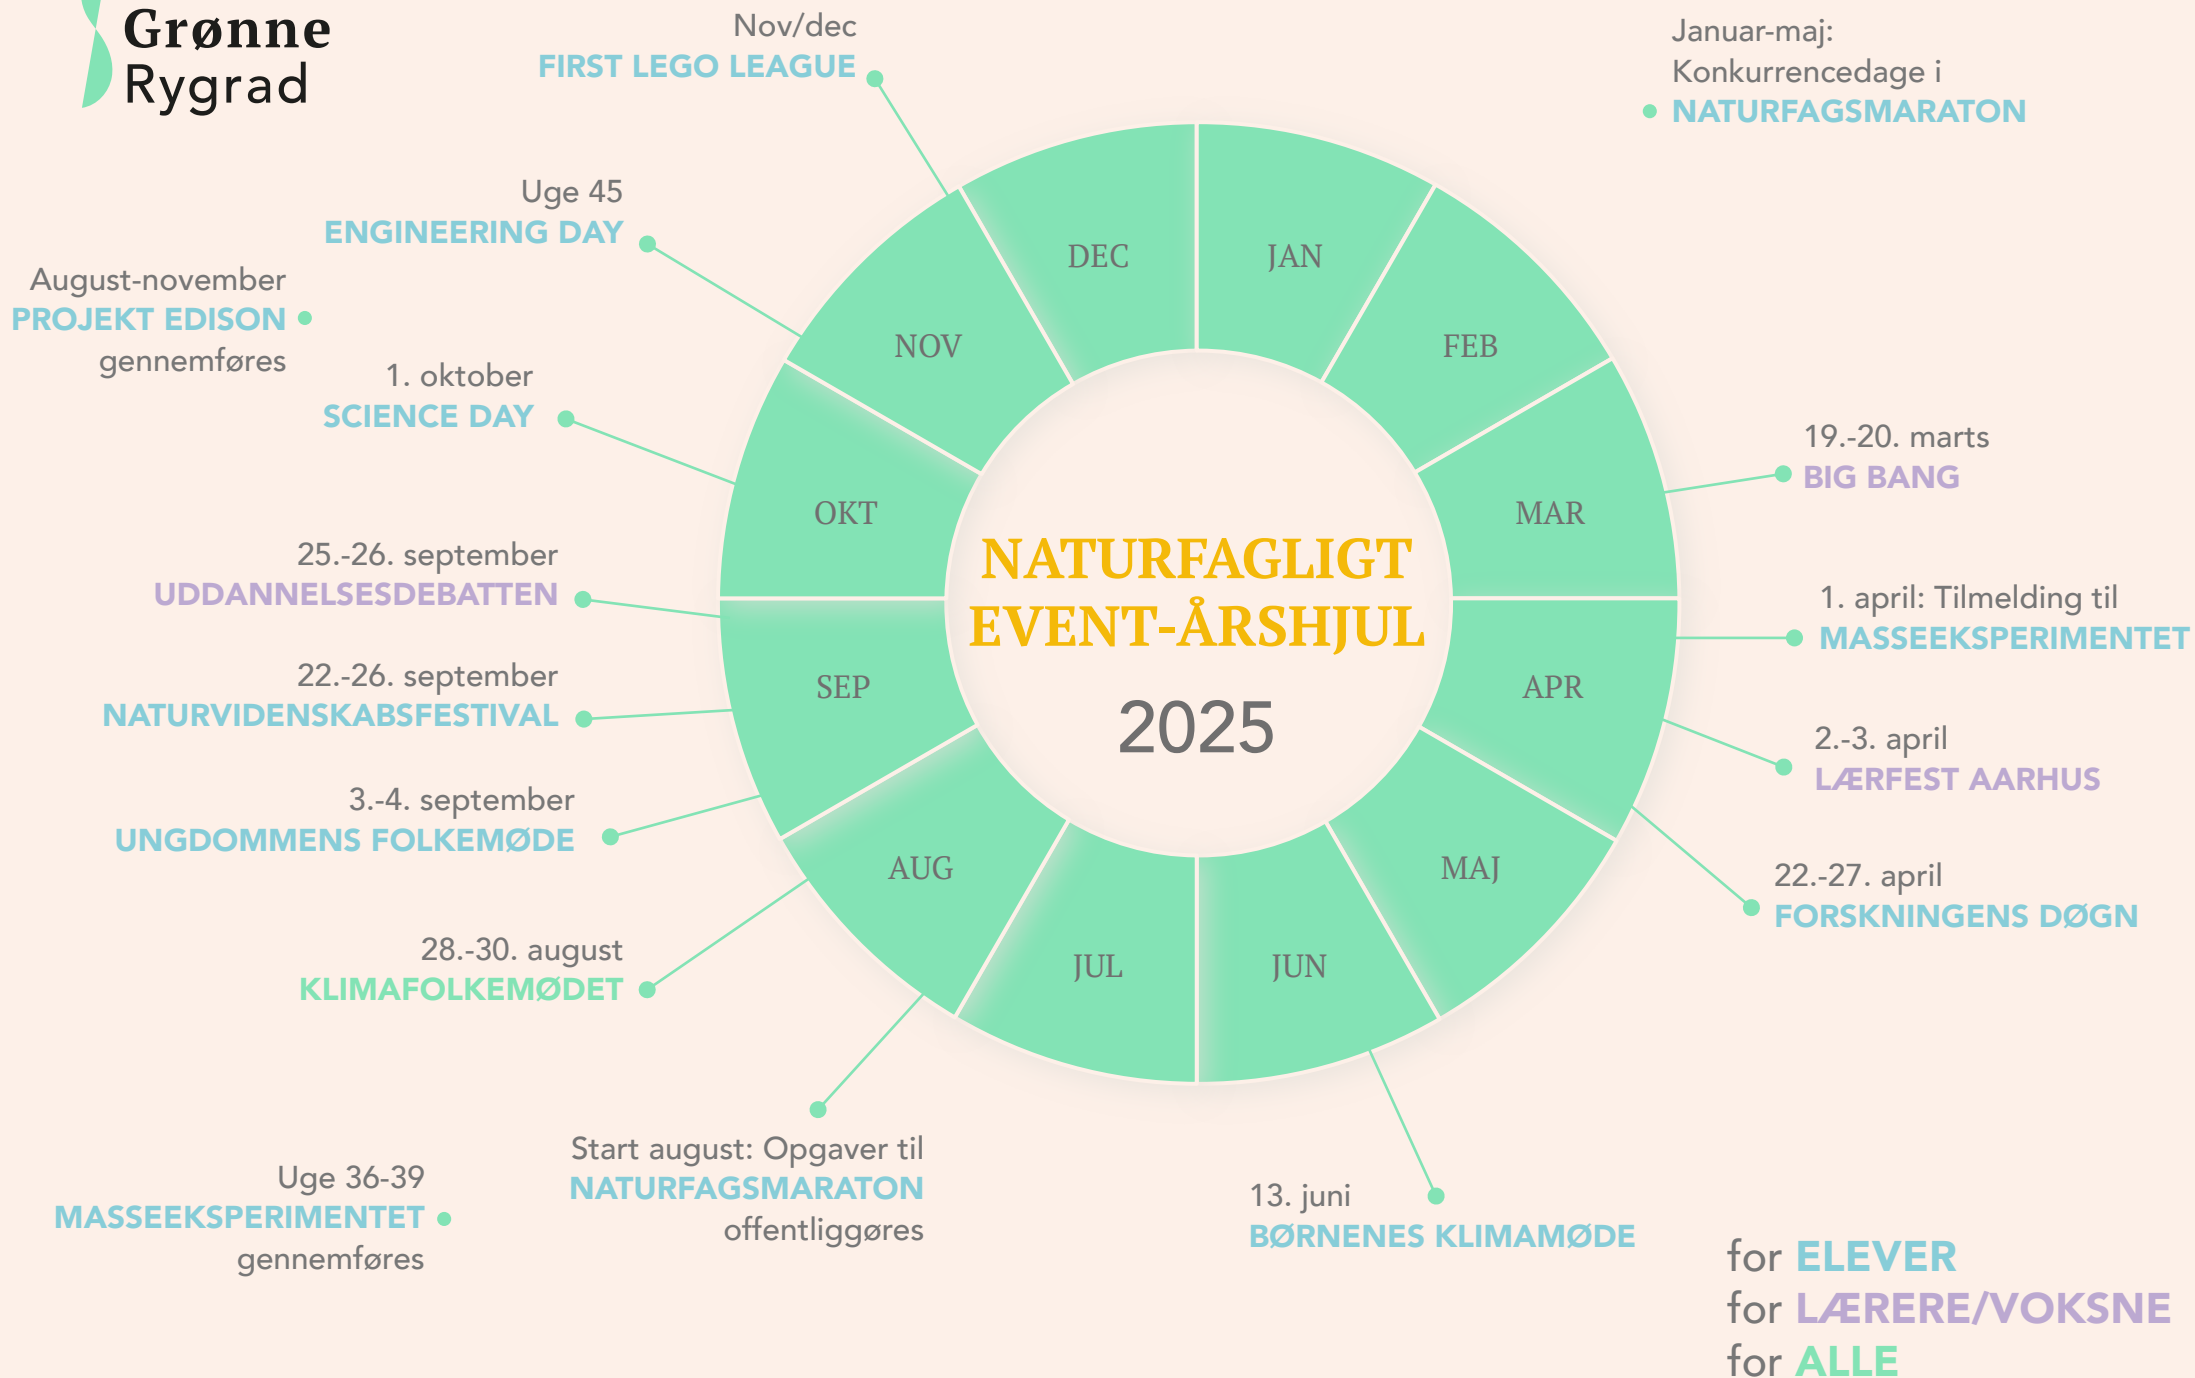 Grønne
Rygrad
Nov/dec
FIRST LEGO LEAGUE
Januar-maj:
Konkurrencedage i
NATURFAGSMARATON
Uge 45
ENGINEERING DAY
August-november
PROJEKT EDISON
gennemføres
1. oktober
SCIENCE DAY
25.-26. september
UDDANNELSESDEBATTEN
22.-26. september
NATURVIDENSKABSFESTIVAL
3.-4. september
UNGDOMMENS FOLKEMØDE
28.-30. august
KLIMAFOLKEMØDET
Uge 36-39
MASSEEKSPERIMENTET
gennemføres
Start august: Opgaver til
NATURFAGSMARATON
offentliggøres
DEC
JAN
NOV
FEB
OKT
MAR
SEP
APR
AUG
MAJ
JUL
JUN
NATURFAGLIGT
EVENT-ÅRSHJUL
2025
19.-20. marts
BIG BANG
1. april: Tilmelding til
MASSEEKSPERIMENTET
2.-3. april
LÆRFEST AARHUS
22.-27. april
FORSKNINGENS DØGN
13. juni
BØRNENES KLIMAMØDE
for ELEVER
for LÆRERE/VOKSNE
for ALLE